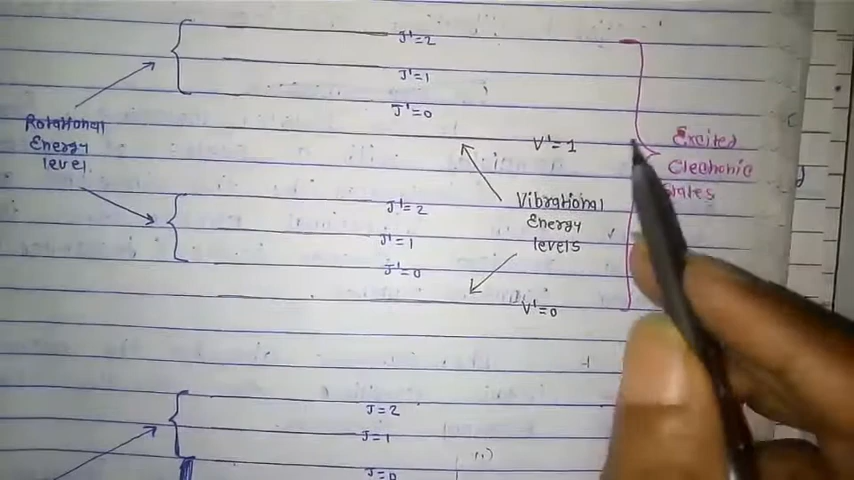 J'=2
J'=1
J'=0
Rotational
Energy
level
V'=1
Excited
Electronic
States
Vibrational
Energy
levels
J'=2
J'=1
J'=0
V'=0
J=2
J=1
J=0